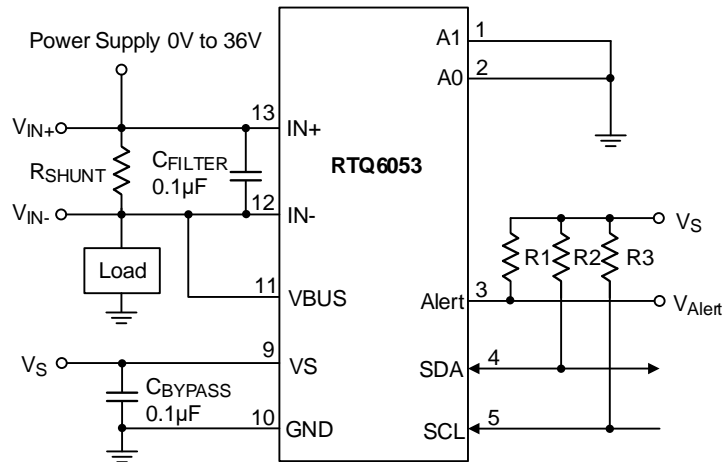 Power Supply 0V to 36V
VIN+
RSHUNT
VIN-
Load
CFILTER
0.1µF
13
IN+
12
IN-
11
VBUS
VS
9
VS
CBYPASS
0.1µF
10
GND
RTQ6053
A1
1
A0
2
VS
R1
R2
R3
Alert
3
VAlert
SDA
4
SCL
5